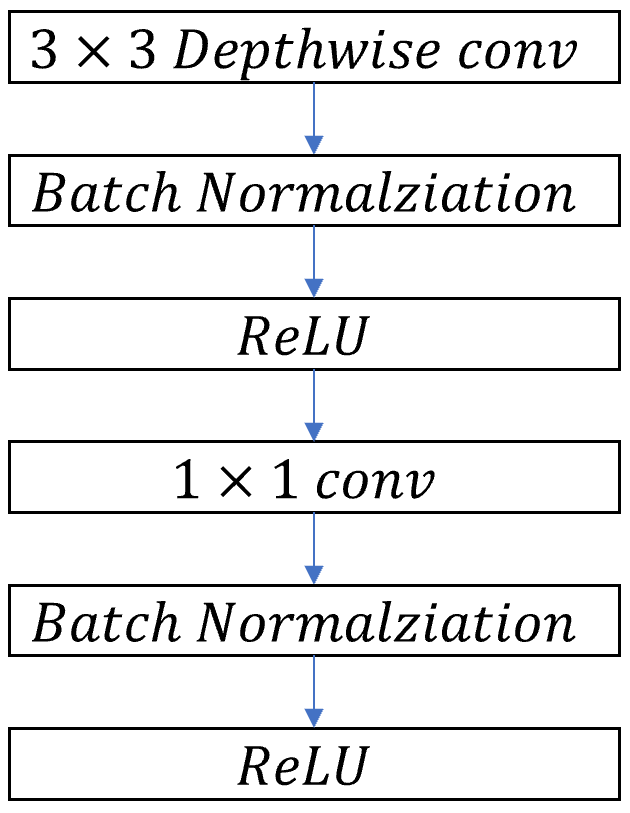 3 × 3 Depthwise conv
Batch Normalziation
ReLU
1 × 1 conv
Batch Normalziation
ReLU